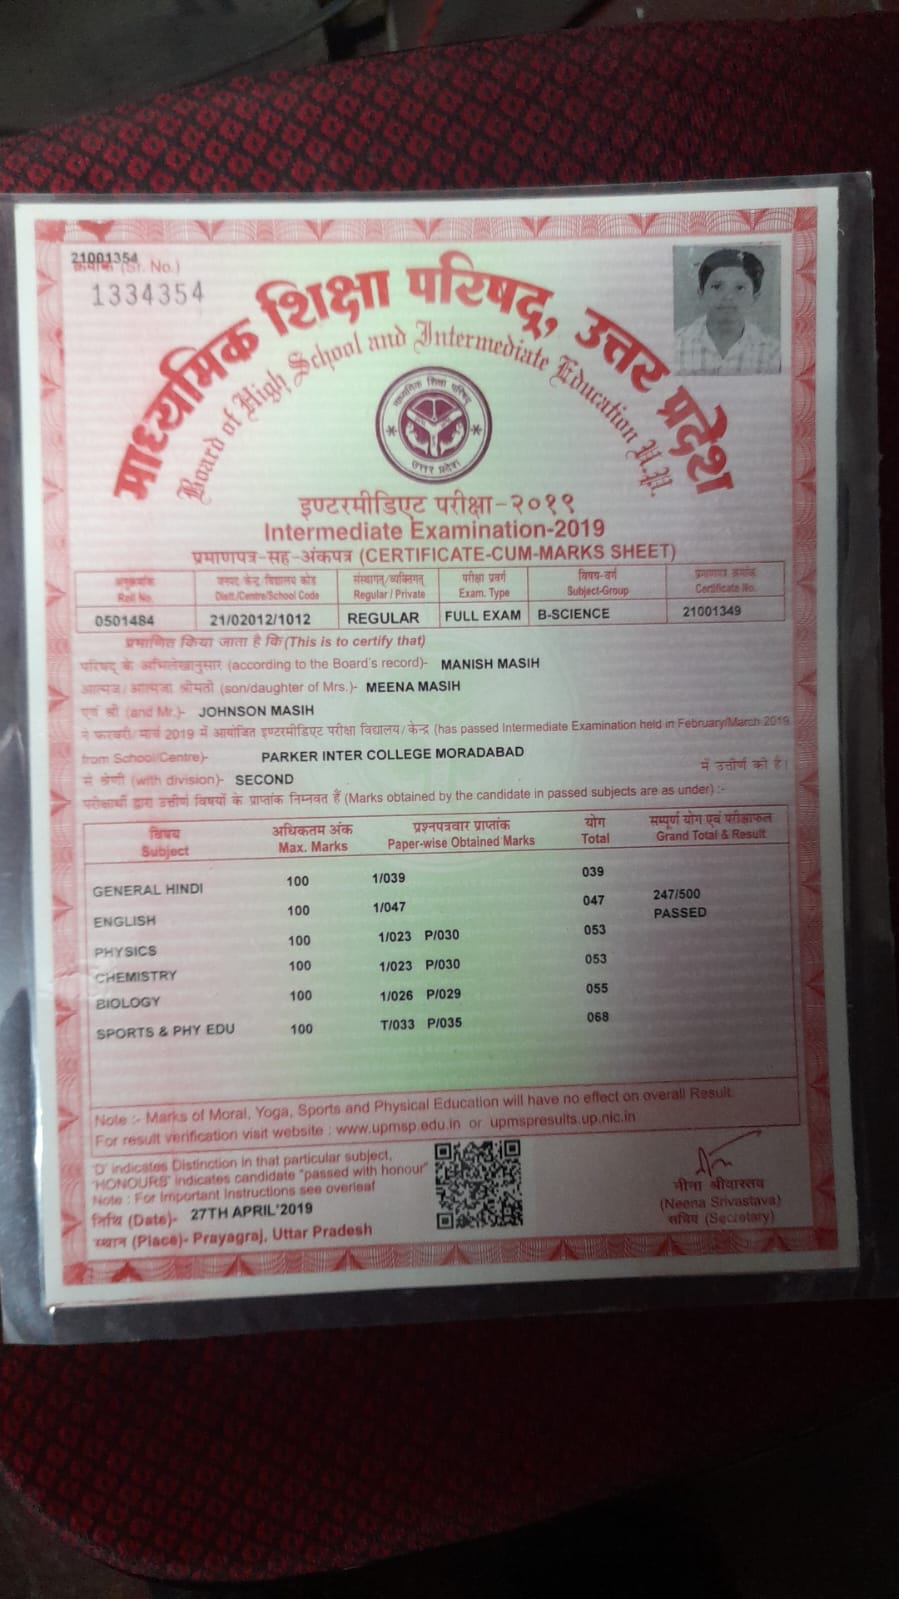 21001354
क्रमांक (Sr. No.)
1334354
माध्यमिक शिक्षा परिषद्, उत्तर प्रदेश
Board of High School and Intermediate Education U.P.
माध्यमिक शिक्षा परिषद्
उत्तर प्रदेश
इण्टरमीडिएट परीक्षा-२०१९
Intermediate Examination-2019
प्रमाणपत्र-सह-अंकपत्र (CERTIFICATE-CUM-MARKS SHEET)
अनुक्रमांक जनपद केन्द्र विद्यालय कोड संस्थागत/व्यक्तिगत् परीक्षा प्रवर्ग विषय-वर्ग प्रमाणपत्र क्रमांक
Roll No. Distt./Centre/School Code Regular / Private Exam. Type Subject-Group Certificate No.
0501484 21/02012/1012 REGULAR FULL EXAM B-SCIENCE 21001349
प्रमाणित किया जाता है कि (This is to certify that)
परिषद् के अभिलेखानुसार (according to the Board's record)- MANISH MASIH
आत्मज/आत्मजा श्रीमती (son/daughter of Mrs.)- MEENA MASIH
एवं श्री (and Mr.)- JOHNSON MASIH
ने फरवरी/मार्च 2019 में आयोजित इण्टरमीडिएट परीक्षा विद्यालय/केन्द्र (has passed Intermediate Examination held in February/March 2019
from School/Centre)- PARKER INTER COLLEGE MORADABAD
से श्रेणी (with division)- SECOND में उत्तीर्ण की है।
परीक्षार्थी द्वारा उत्तीर्ण विषयों के प्राप्तांक निम्नवत हैं (Marks obtained by the candidate in passed subjects are as under) :-
विषय अधिकतम अंक प्रश्नपत्रवार प्राप्तांक योग सम्पूर्ण योग एवं परीक्षाफल
Subject Max. Marks Paper-wise Obtained Marks Total Grand Total & Result
GENERAL HINDI 100 1/039 039
ENGLISH 100 1/047 047 247/500
PASSED
PHYSICS 100 1/023 P/030 053
CHEMISTRY 100 1/023 P/030 053
BIOLOGY 100 1/026 P/029 055
SPORTS & PHY EDU 100 T/033 P/035 068
Note :- Marks of Moral, Yoga, Sports and Physical Education will have no effect on overall Result.
For result verification visit website : www.upmsp.edu.in or upmspresults.up.nic.in
'D' indicates Distinction in that particular subject,
'HONOURS' indicates candidate "passed with honour"
Note : For Important Instructions see overleaf
तिथि (Date)- 27TH APRIL'2019
स्थान (Place)- Prayagraj, Uttar Pradesh
नीना श्रीवास्तव
(Neena Srivastava)
सचिव (Secretary)